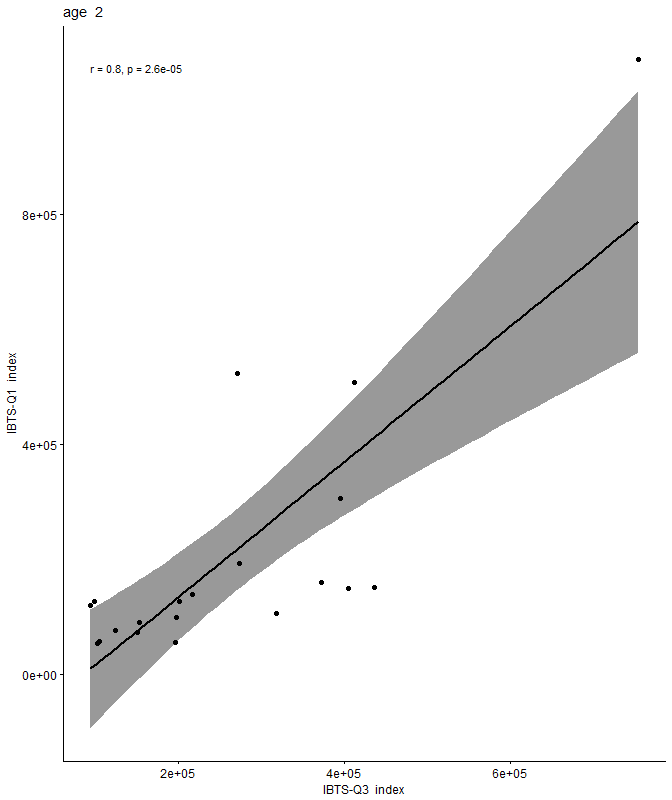 age 2
r = 0.8, p = 2.6e-05
8e+05
4e+05
0e+00
IBTS-Q1 index
2e+05 4e+05 6e+05
IBTS-Q3 index